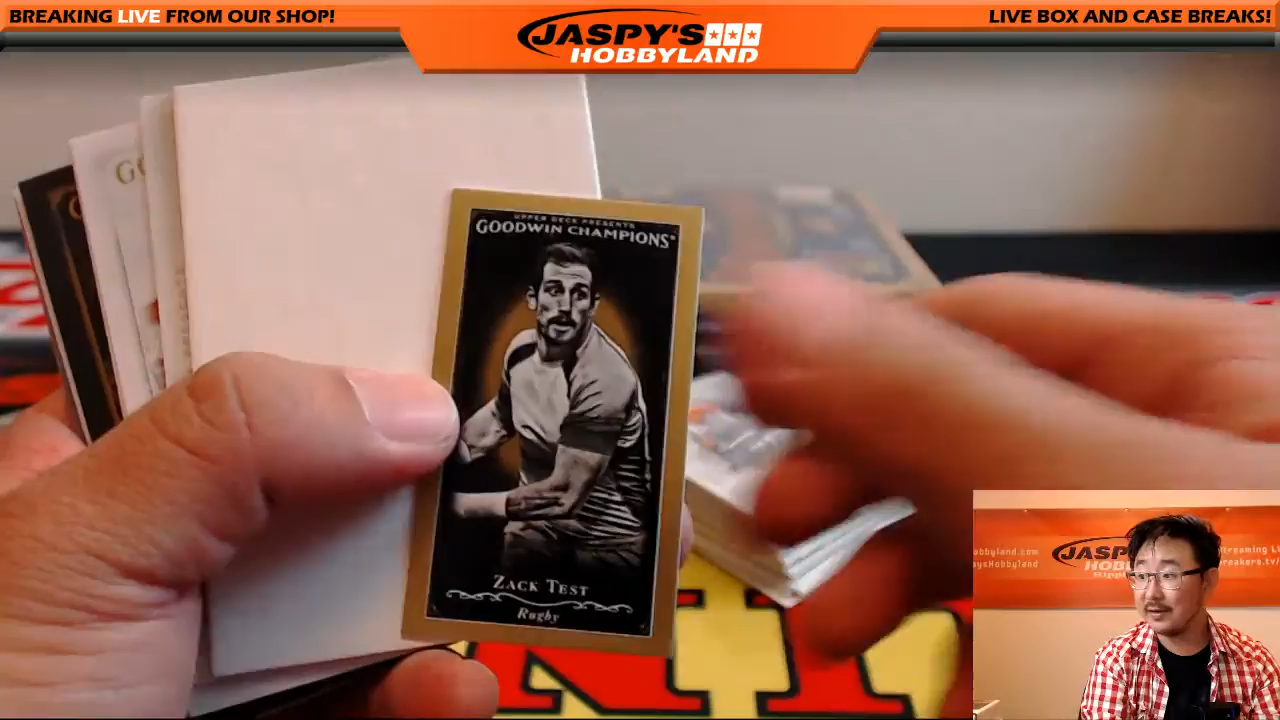 BREAKING LIVE FROM OUR SHOP!
JASPY'S
HOBBYLAND
LIVE BOX AND CASE BREAKS!
UPPER DECK PRESENTS
GOODWIN CHAMPIONS
ZACK TEST
Rugby